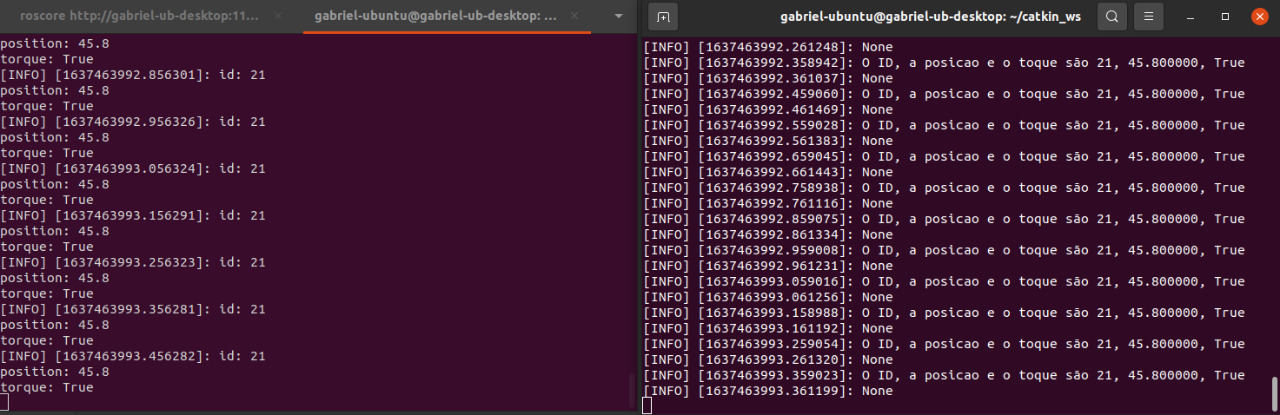 roscore http://gabriel-ub-desktop:11...
gabriel-ubuntu@gabriel-ub-desktop: ...
position: 45.8
torque: True
[INFO] [1637463992.856301]: id: 21
position: 45.8
torque: True
[INFO] [1637463992.956326]: id: 21
position: 45.8
torque: True
[INFO] [1637463993.056324]: id: 21
position: 45.8
torque: True
[INFO] [1637463993.156291]: id: 21
position: 45.8
torque: True
[INFO] [1637463993.256323]: id: 21
position: 45.8
torque: True
[INFO] [1637463993.356281]: id: 21
position: 45.8
torque: True
[INFO] [1637463993.456282]: id: 21
position: 45.8
torque: True
gabriel-ubuntu@gabriel-ub-desktop: ~/catkin_ws
[INFO] [1637463992.261248]: None
[INFO] [1637463992.358942]: O ID, a posicao e o toque são 21, 45.800000, True
[INFO] [1637463992.361037]: None
[INFO] [1637463992.459060]: O ID, a posicao e o toque são 21, 45.800000, True
[INFO] [1637463992.461469]: None
[INFO] [1637463992.559028]: O ID, a posicao e o toque são 21, 45.800000, True
[INFO] [1637463992.561383]: None
[INFO] [1637463992.659045]: O ID, a posicao e o toque são 21, 45.800000, True
[INFO] [1637463992.661443]: None
[INFO] [1637463992.758938]: O ID, a posicao e o toque são 21, 45.800000, True
[INFO] [1637463992.761116]: None
[INFO] [1637463992.859075]: O ID, a posicao e o toque são 21, 45.800000, True
[INFO] [1637463992.861334]: None
[INFO] [1637463992.959008]: O ID, a posicao e o toque são 21, 45.800000, True
[INFO] [1637463992.961231]: None
[INFO] [1637463993.059016]: O ID, a posicao e o toque são 21, 45.800000, True
[INFO] [1637463993.061256]: None
[INFO] [1637463993.158988]: O ID, a posicao e o toque são 21, 45.800000, True
[INFO] [1637463993.161192]: None
[INFO] [1637463993.259054]: O ID, a posicao e o toque são 21, 45.800000, True
[INFO] [1637463993.261320]: None
[INFO] [1637463993.359023]: O ID, a posicao e o toque são 21, 45.800000, True
[INFO] [1637463993.361199]: None